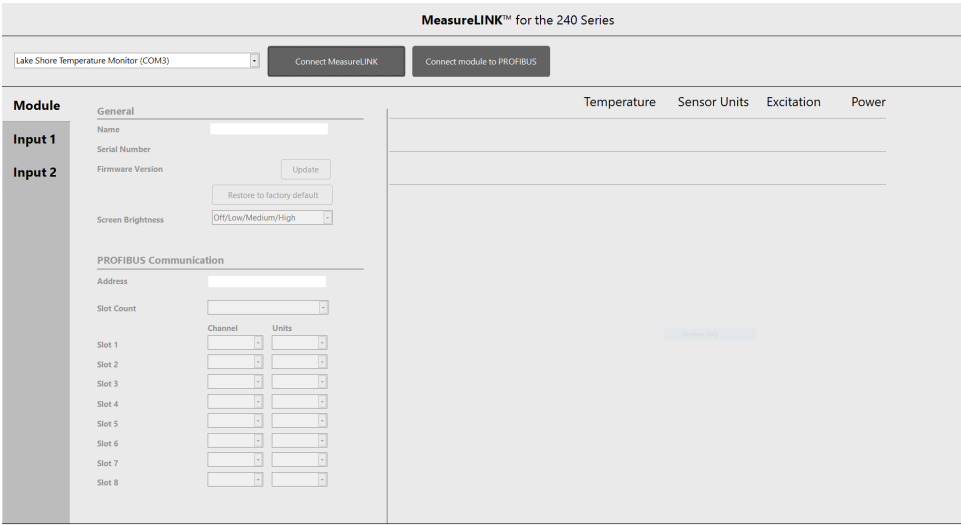 MeasureLINK™ for the 240 Series
Lake Shore Temperature Monitor (COM3)
Connect MeasureLINK
Connect module to PROFIBUS
Module
Input 1
Input 2
General
Name
Serial Number
Firmware Version
Update
Restore to factory default
Screen Brightness
Off/Low/Medium/High
PROFIBUS Communication
Address
Slot Count
Channel Units
Slot 1
Slot 2
Slot 3
Slot 4
Slot 5
Slot 6
Slot 7
Slot 8
Temperature Sensor Units Excitation Power